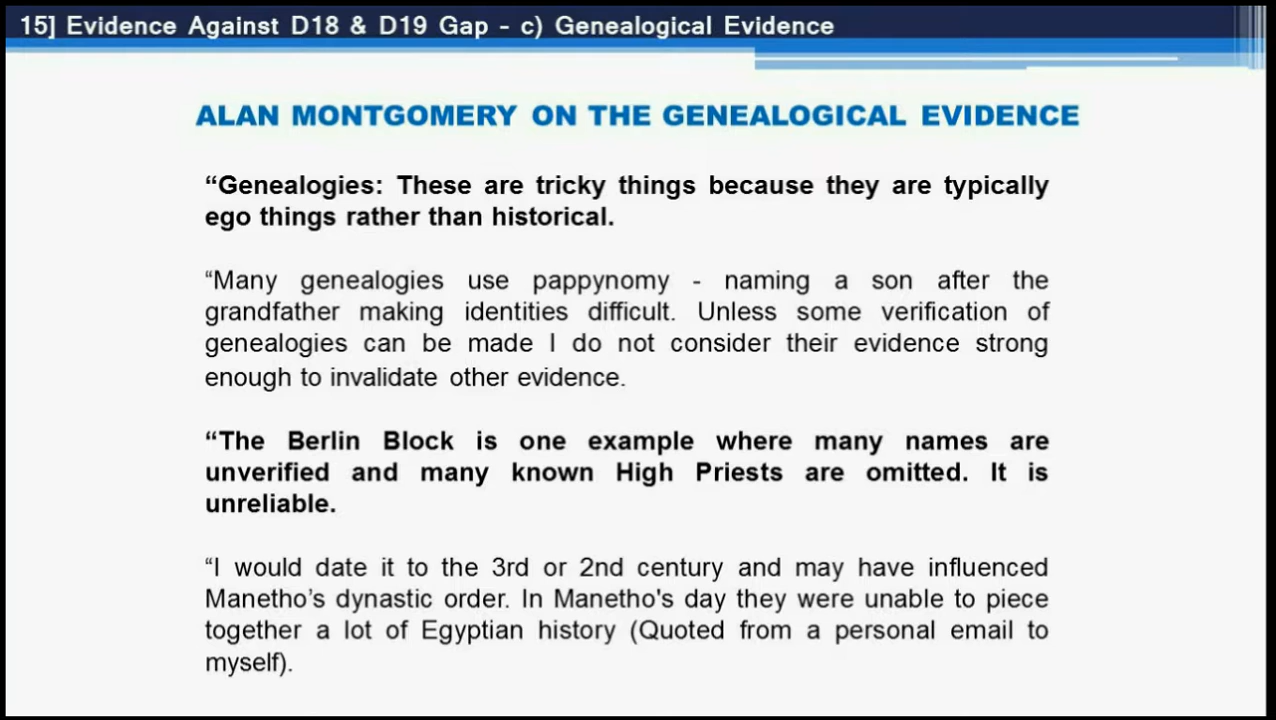 15] Evidence Against D18 & D19 Gap - c) Genealogical Evidence
ALAN MONTGOMERY ON THE GENEALOGICAL EVIDENCE
“Genealogies: These are tricky things because they are typically
ego things rather than historical.
“Many genealogies use pappynomy - naming a son after the
grandfather making identities difficult. Unless some verification of
genealogies can be made I do not consider their evidence strong
enough to invalidate other evidence.
“The Berlin Block is one example where many names are
unverified and many known High Priests are omitted. It is
unreliable.
“I would date it to the 3rd or 2nd century and may have influenced
Manetho’s dynastic order. In Manetho's day they were unable to piece
together a lot of Egyptian history (Quoted from a personal email to
myself).